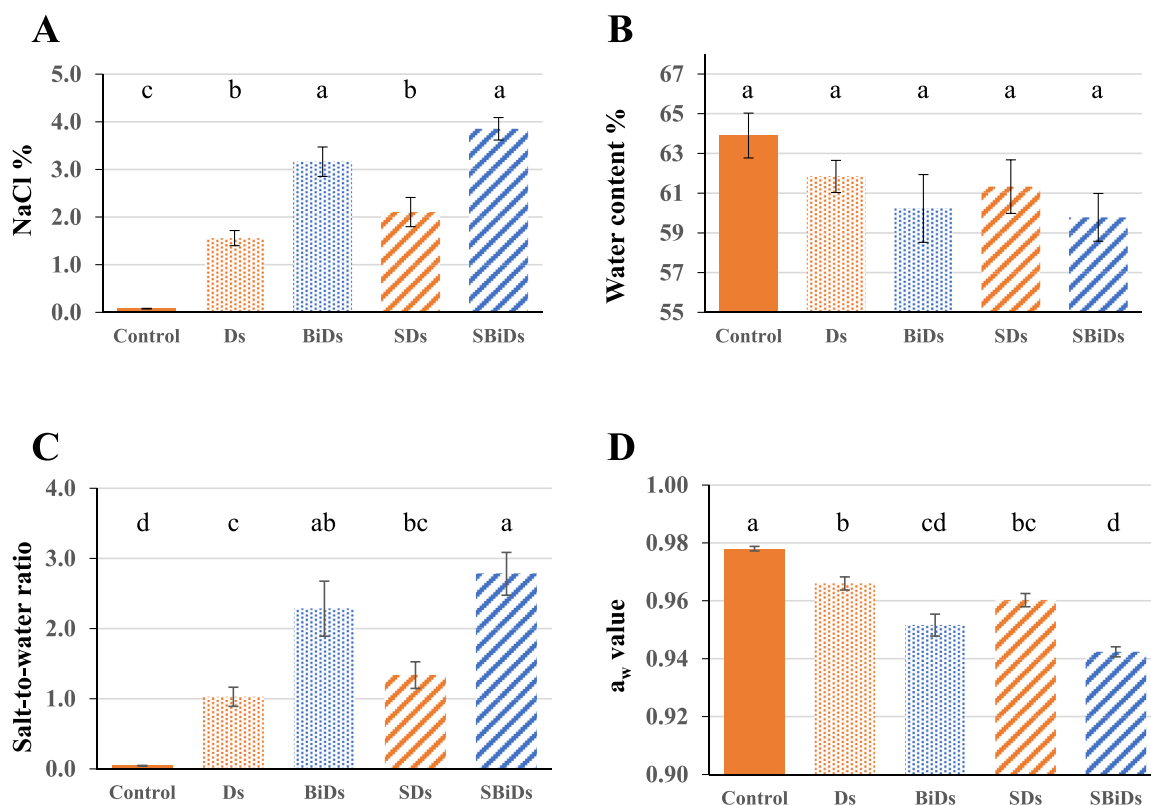 A
NaCl %
5.0
4.0
3.0
2.0
1.0
0.0
c b a b a
Control Ds BiDs SDs SBiDs
B
Water content %
67
65
63
61
59
57
55
a a a a a
Control Ds BiDs SDs SBiDs
C
Salt-to-water ratio
4.0
3.0
2.0
1.0
0.0
d c ab bc a
Control Ds BiDs SDs SBiDs
D
aw value
1.00
0.98
0.96
0.94
0.92
0.90
a b cd bc d
Control Ds BiDs SDs SBiDs